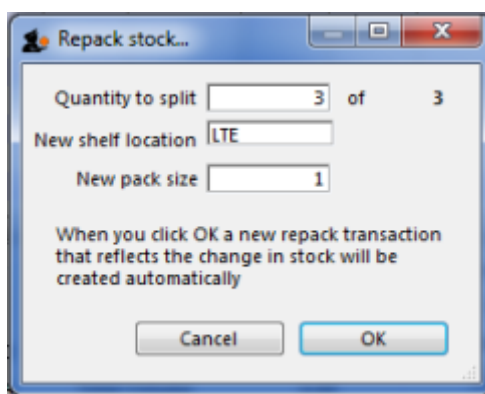 Repack stock...
Quantity to split 3 of 3
New shelf location LTE
New pack size 1
When you click OK a new repack transaction
that reflects the change in stock will be
created automatically
Cancel OK